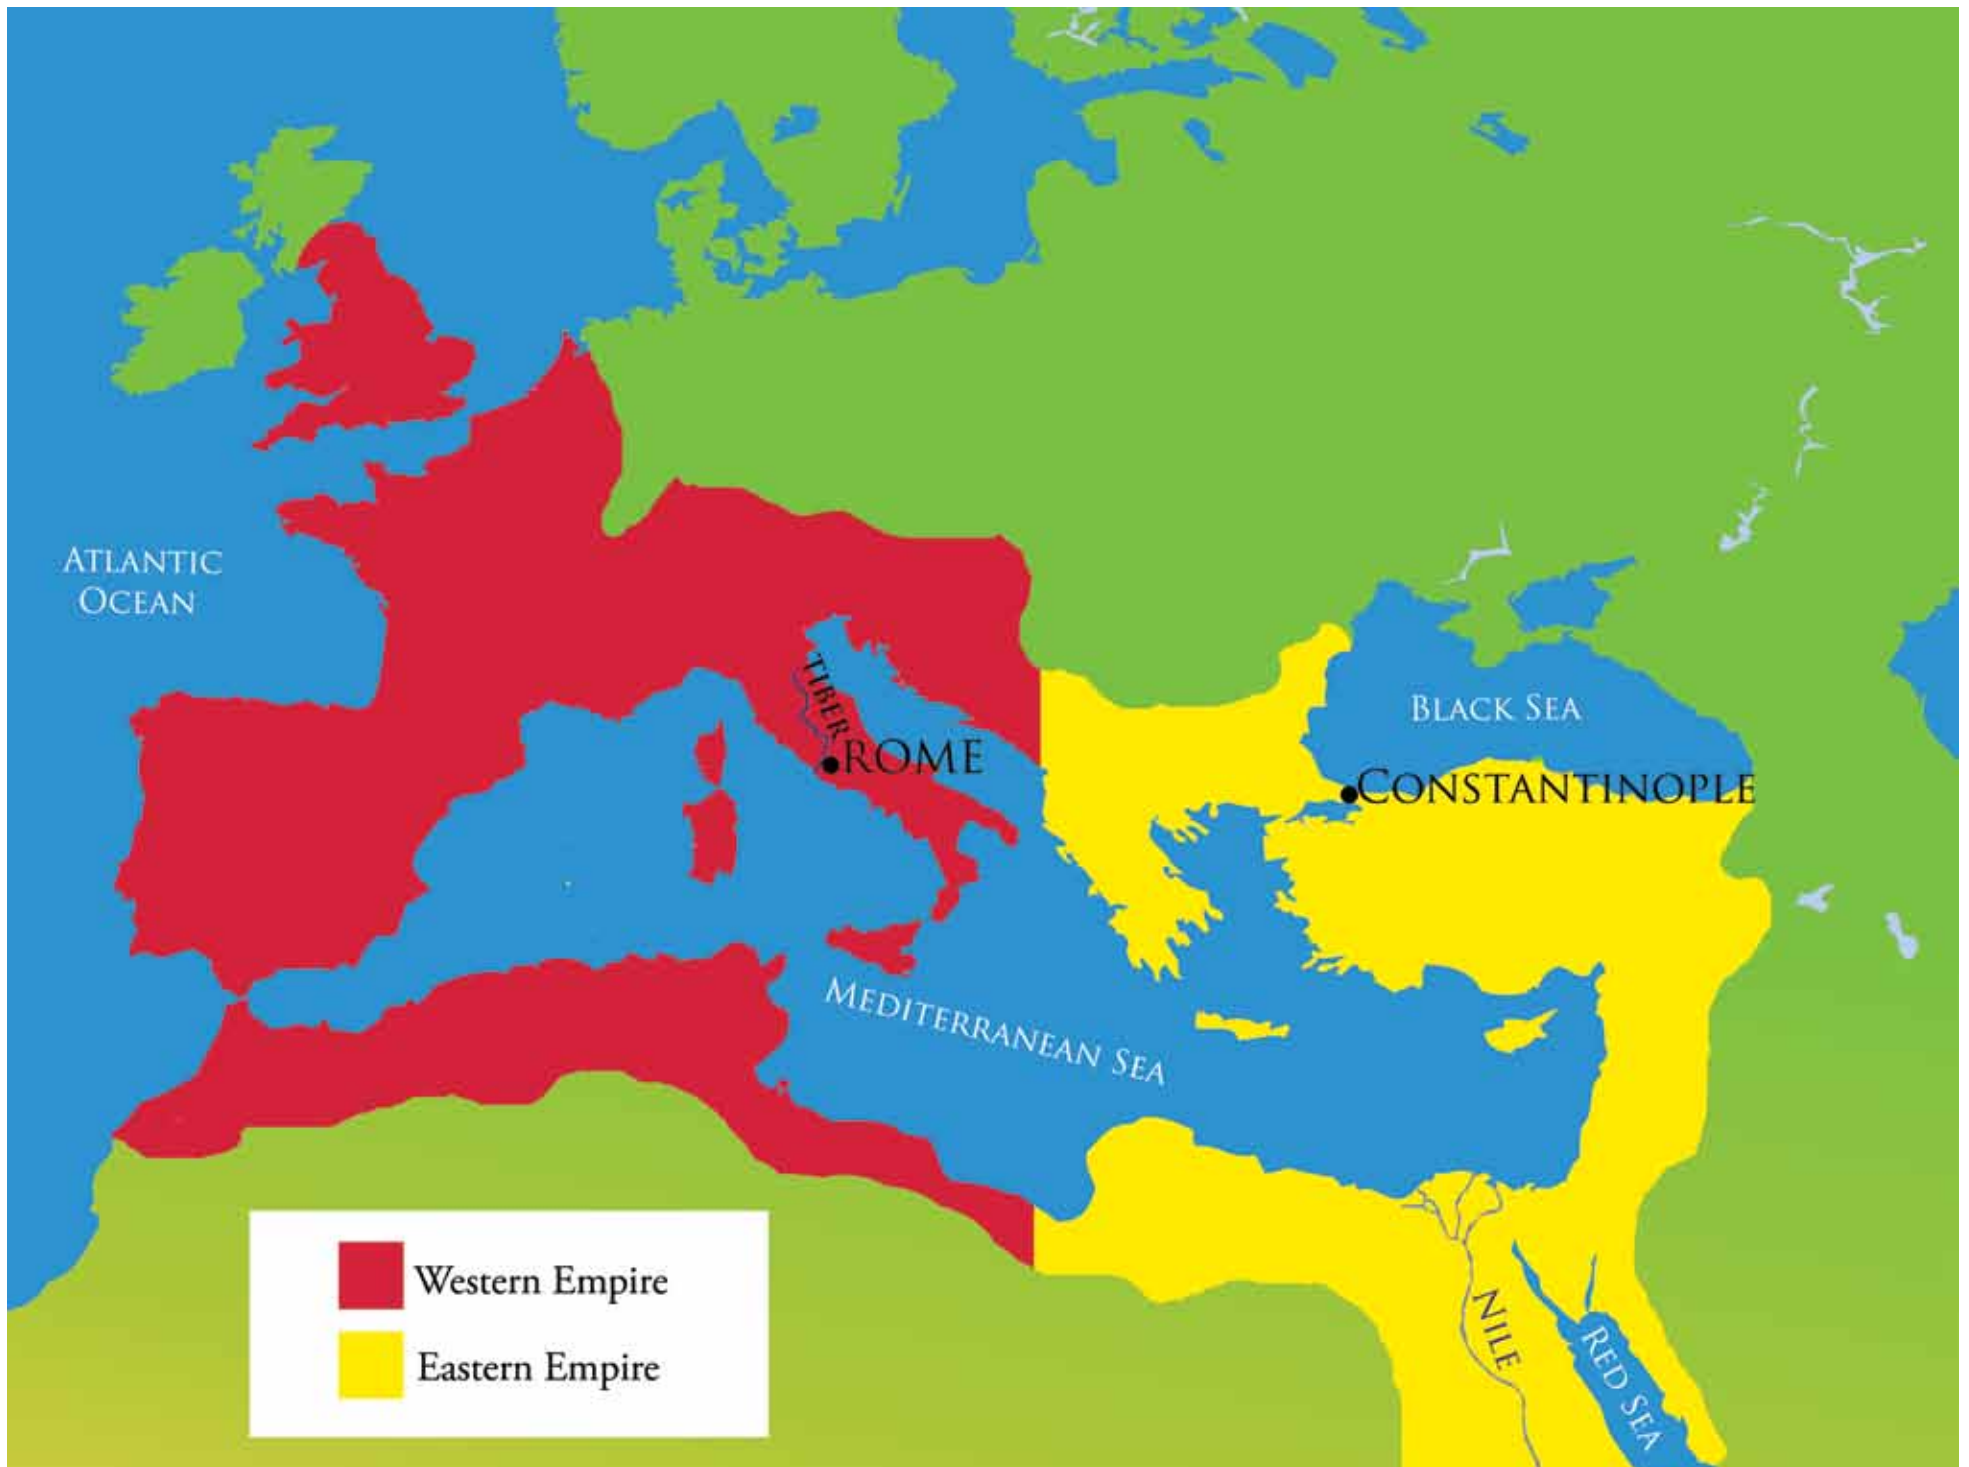 ATLANTIC
OCEAN
TIBER
ROME
BLACK SEA
CONSTANTINOPLE
MEDITERRANEAN SEA
NILE
RED SEA
Western Empire
Eastern Empire